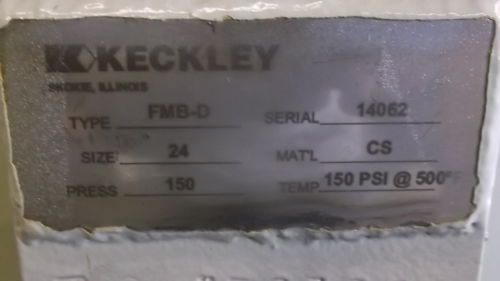 KECKLEY
SKOKIE, ILLINOIS
TYPE FMB-D SERIAL 14062
SIZE 24 MAT'L CS
PRESS 150 TEMP 150 PSI @ 500°F